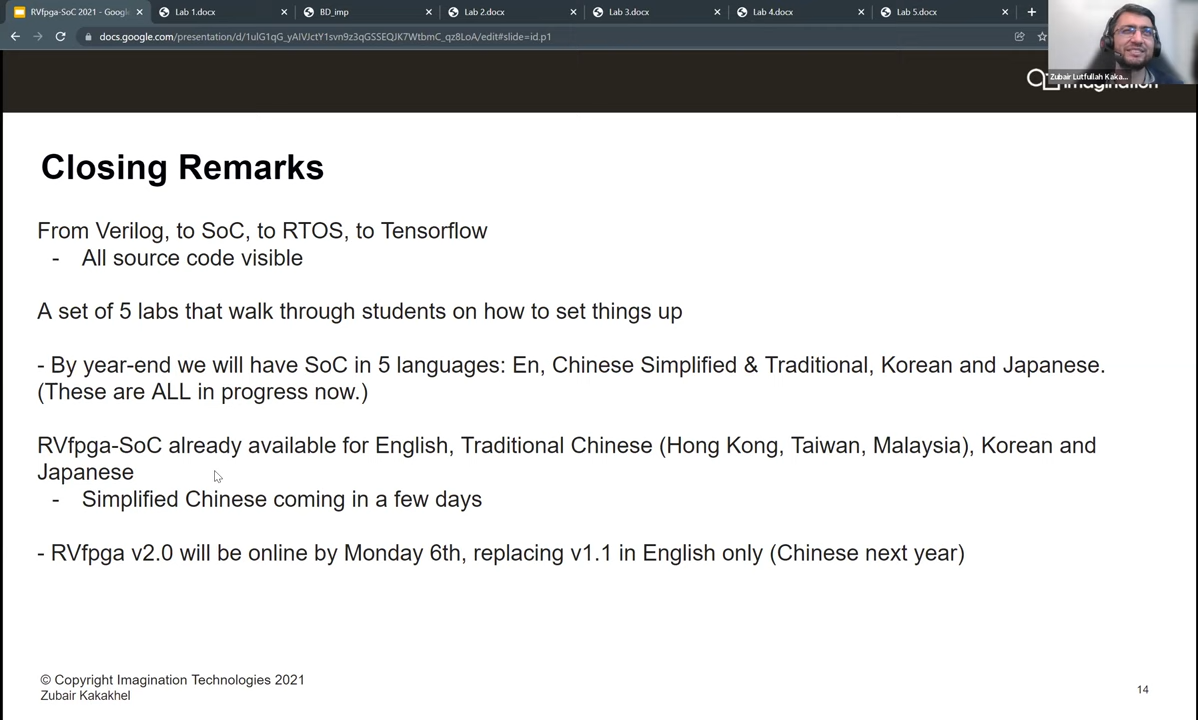 RVfpga-SoC 2021 - Google
Lab 1.docx
BD_imp
Lab 2.docx
Lab 3.docx
Lab 4.docx
Lab 5.docx
docs.google.com/presentation/d/1ulG1qG_yAIVJctY1svn9z3qGSSEQJK7WtbmC_qz8LoA/edit#slide=id.p1
Zubair Lutfullah Kaka...
Imagination
Closing Remarks
From Verilog, to SoC, to RTOS, to Tensorflow
- All source code visible
A set of 5 labs that walk through students on how to set things up
- By year-end we will have SoC in 5 languages: En, Chinese Simplified & Traditional, Korean and Japanese.
(These are ALL in progress now.)
RVfpga-SoC already available for English, Traditional Chinese (Hong Kong, Taiwan, Malaysia), Korean and
Japanese
- Simplified Chinese coming in a few days
- RVfpga v2.0 will be online by Monday 6th, replacing v1.1 in English only (Chinese next year)
© Copyright Imagination Technologies 2021
Zubair Kakakhel
14